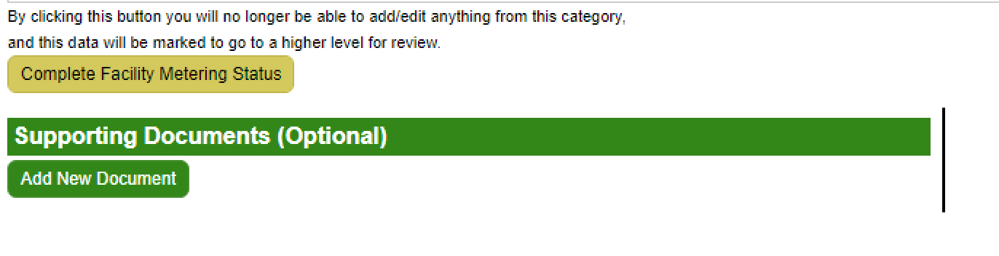 By clicking this button you will no longer be able to add/edit anything from this category,
and this data will be marked to go to a higher level for review.
Complete Facility Metering Status
Supporting Documents (Optional)
Add New Document